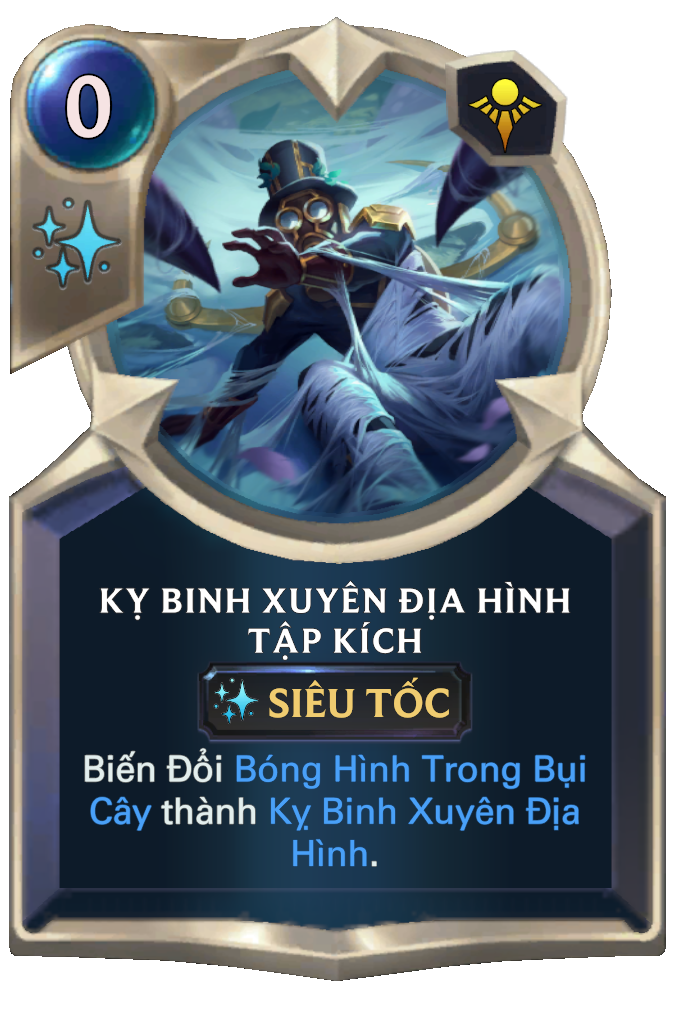 0
KỴ BINH XUYÊN ĐỊA HÌNH
TẬP KÍCH
SIÊU TỐC
Biến Đổi Bóng Hình Trong Bụi
Cây thành Kỵ Binh Xuyên Địa
Hình.